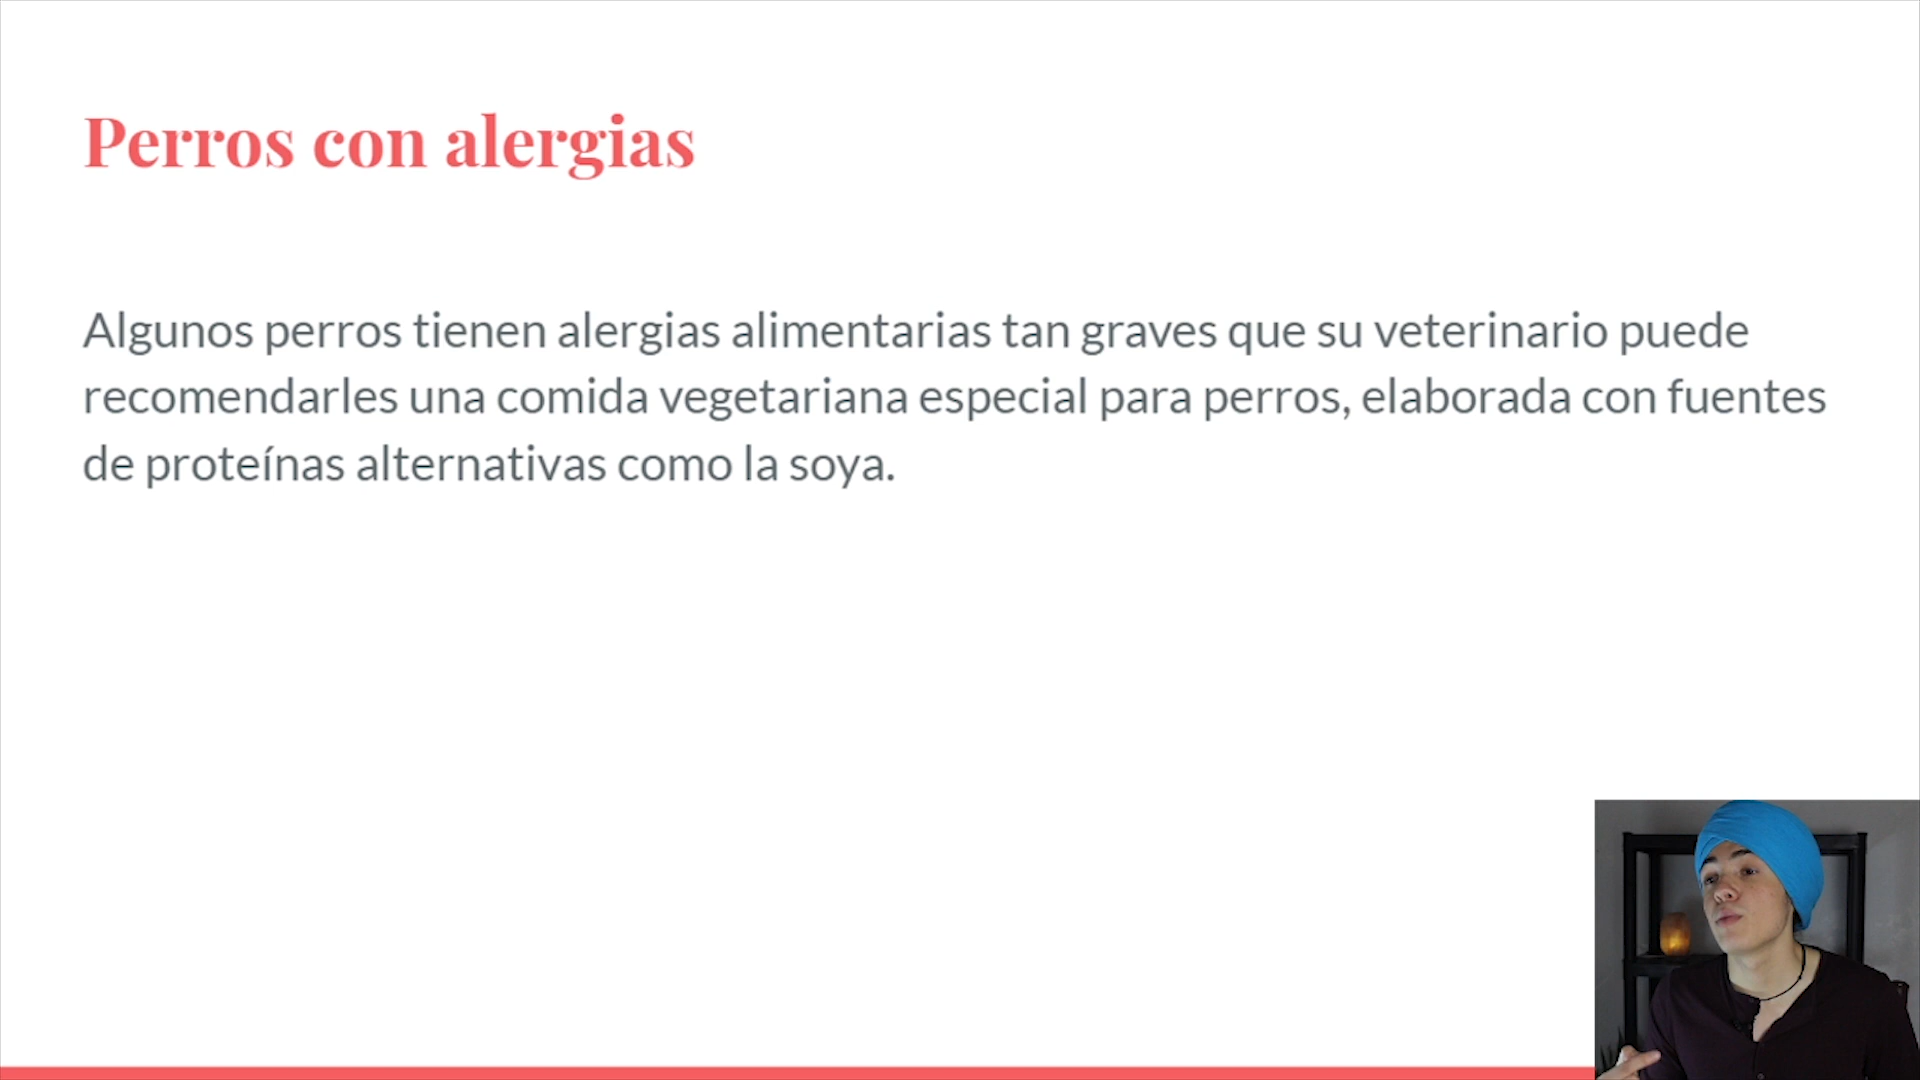 Perros con alergias
Algunos perros tienen alergias alimentarias tan graves que su veterinario puede
recomendarles una comida vegetariana especial para perros, elaborada con fuentes
de proteínas alternativas como la soya.